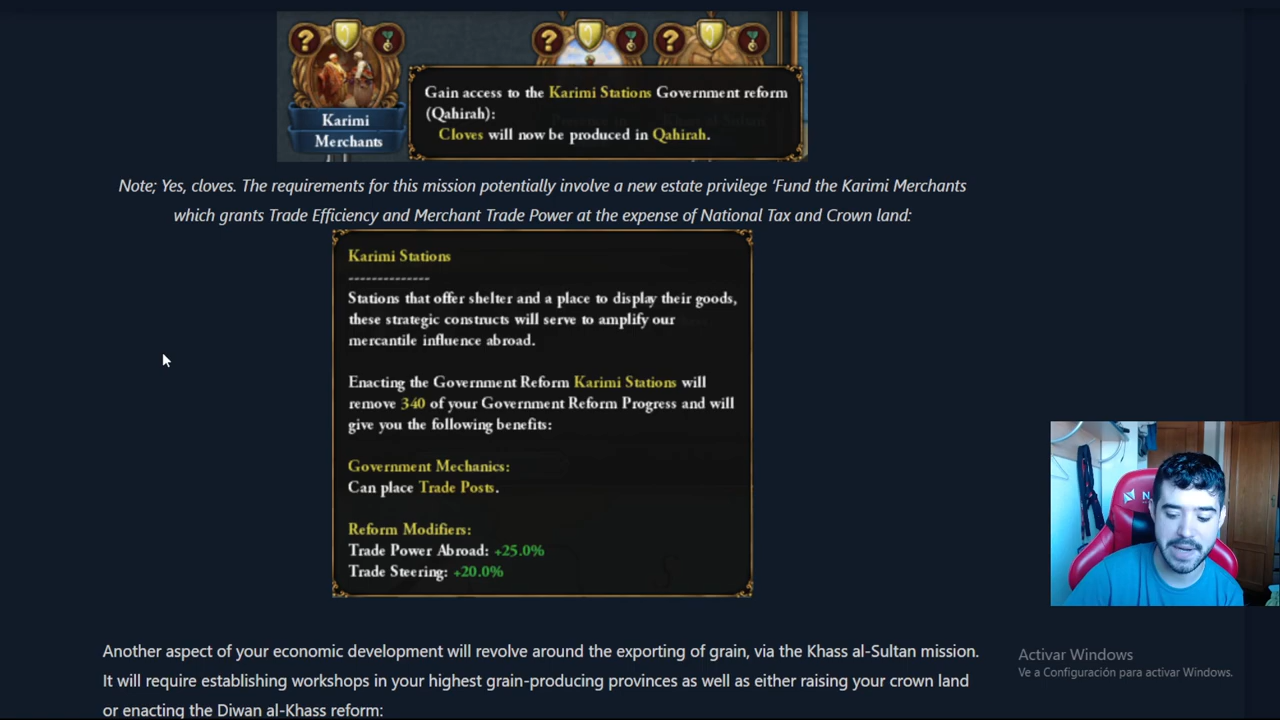 Karimi
Merchants
Gain access to the Karimi Stations Government reform
(Qahirah):
Cloves will now be produced in Qahirah.
Note; Yes, cloves. The requirements for this mission potentially involve a new estate privilege ‘Fund the Karimi Merchants
which grants Trade Efficiency and Merchant Trade Power at the expense of National Tax and Crown land:
Karimi Stations
--------------
Stations that offer shelter and a place to display their goods,
these strategic constructs will serve to amplify our
mercantile influence abroad.
Enacting the Government Reform Karimi Stations will
remove 340 of your Government Reform Progress and will
give you the following benefits:
Government Mechanics:
Can place Trade Posts.
Reform Modifiers:
Trade Power Abroad: +25.0%
Trade Steering: +20.0%
Another aspect of your economic development will revolve around the exporting of grain, via the Khass al-Sultan mission.
It will require establishing workshops in your highest grain-producing provinces as well as either raising your crown land
or enacting the Diwan al-Khass reform:
Activar Windows
Ve a Configuración para activar Windows.